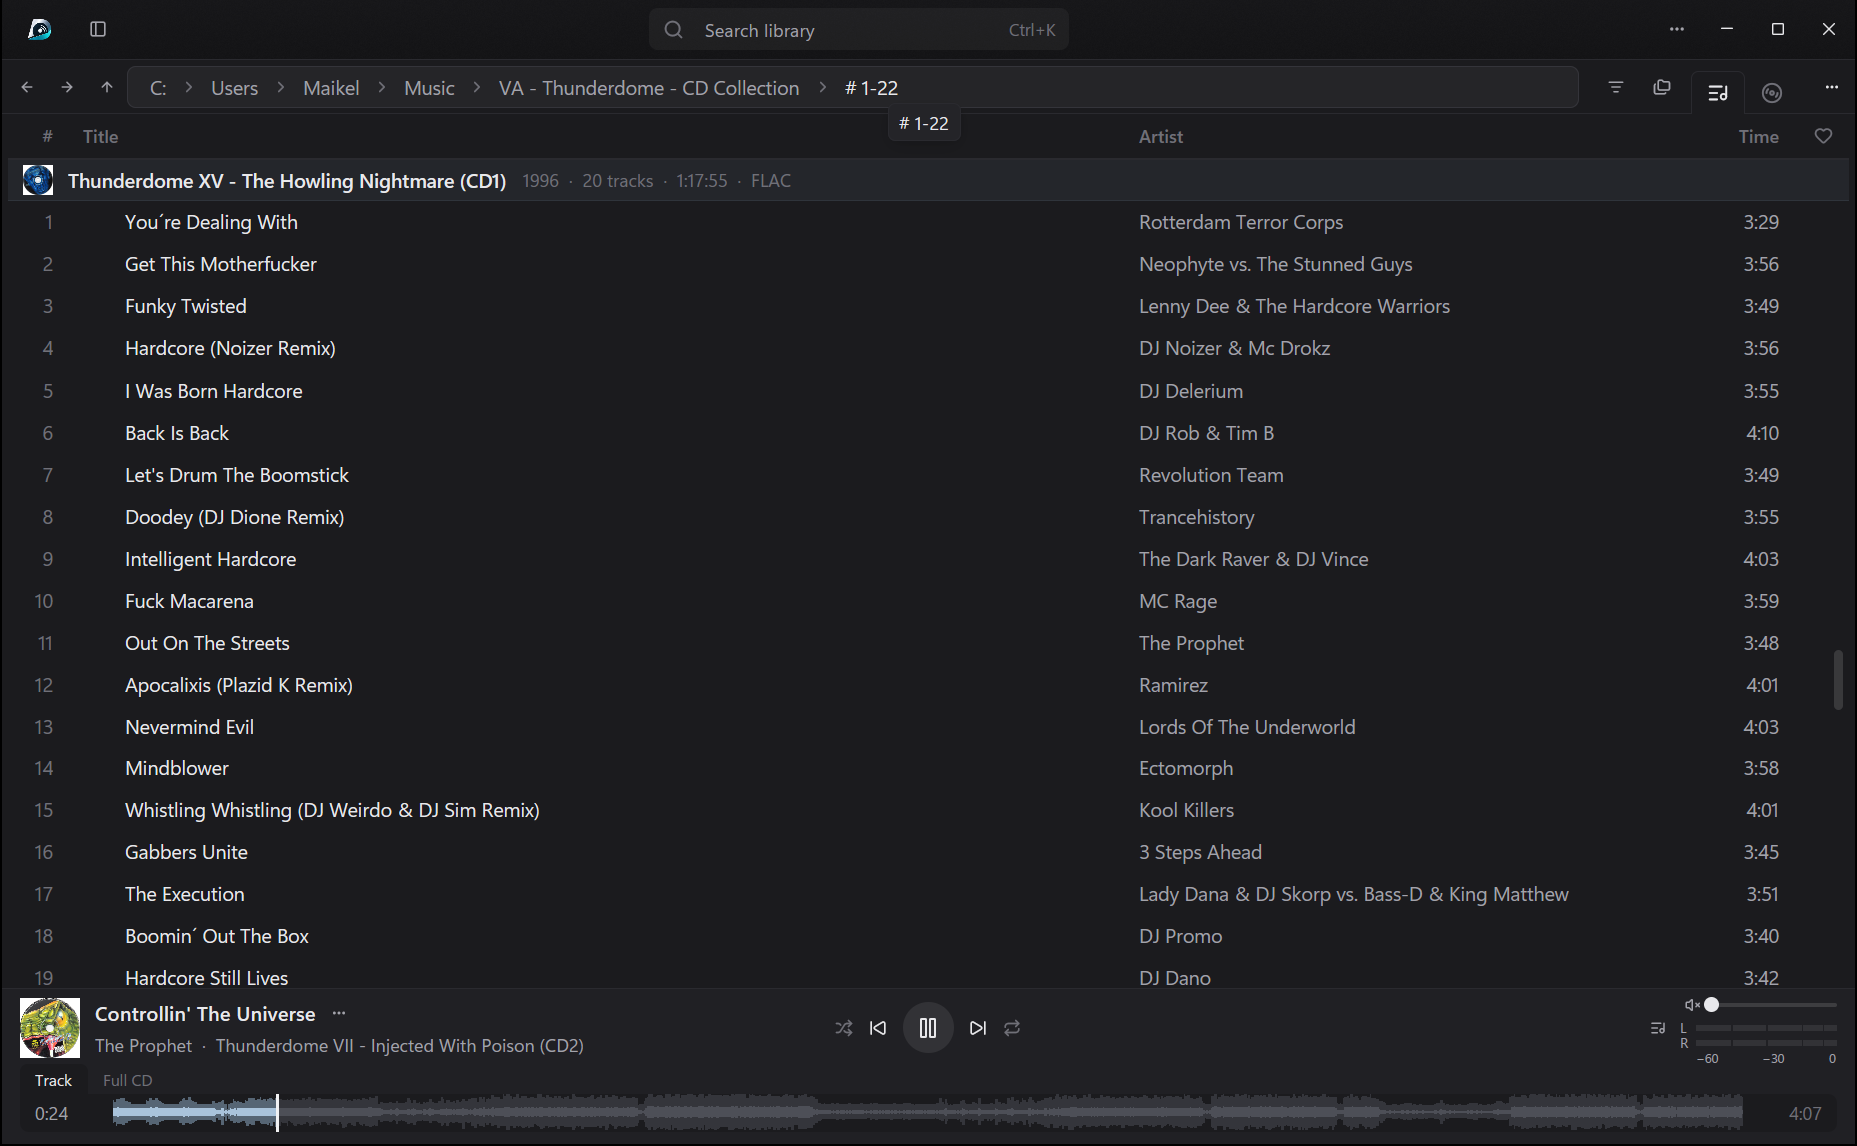 Search library Ctrl+K
C: Users Maikel Music VA - Thunderdome - CD Collection # 1-22
# 1-22
# Title Artist Time
Thunderdome XV - The Howling Nightmare (CD1) 1996 · 20 tracks · 1:17:55 · FLAC
1 You´re Dealing With Rotterdam Terror Corps 3:29
2 Get This Motherfucker Neophyte vs. The Stunned Guys 3:56
3 Funky Twisted Lenny Dee & The Hardcore Warriors 3:49
4 Hardcore (Noizer Remix) DJ Noizer & Mc Drokz 3:56
5 I Was Born Hardcore DJ Delerium 3:55
6 Back Is Back DJ Rob & Tim B 4:10
7 Let's Drum The Boomstick Revolution Team 3:49
8 Doodey (DJ Dione Remix) Trancehistory 3:55
9 Intelligent Hardcore The Dark Raver & DJ Vince 4:03
10 Fuck Macarena MC Rage 3:59
11 Out On The Streets The Prophet 3:48
12 Apocalixis (Plazid K Remix) Ramirez 4:01
13 Nevermind Evil Lords Of The Underworld 4:03
14 Mindblower Ectomorph 3:58
15 Whistling Whistling (DJ Weirdo & DJ Sim Remix) Kool Killers 4:01
16 Gabbers Unite 3 Steps Ahead 3:45
17 The Execution Lady Dana & DJ Skorp vs. Bass-D & King Matthew 3:51
18 Boomin´ Out The Box DJ Promo 3:40
19 Hardcore Still Lives DJ Dano 3:42
Controllin' The Universe
The Prophet · Thunderdome VII - Injected With Poison (CD2)
L
R
-60 -30 0
Track Full CD
0:24 4:07